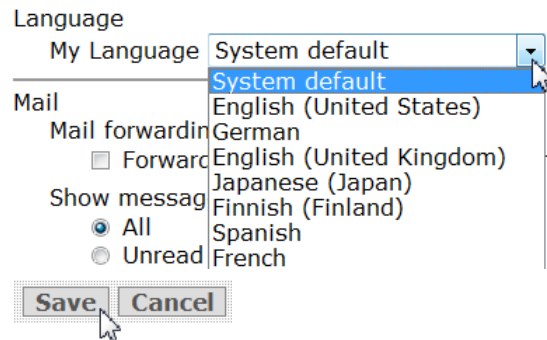 Language
My Language System default
System default
English (United States)
Mail
Mail forwardin German
Forward English (United Kingdom)
Japanese (Japan)
Show messag Finnish (Finland)
All Spanish
Unread French
Save Cancel